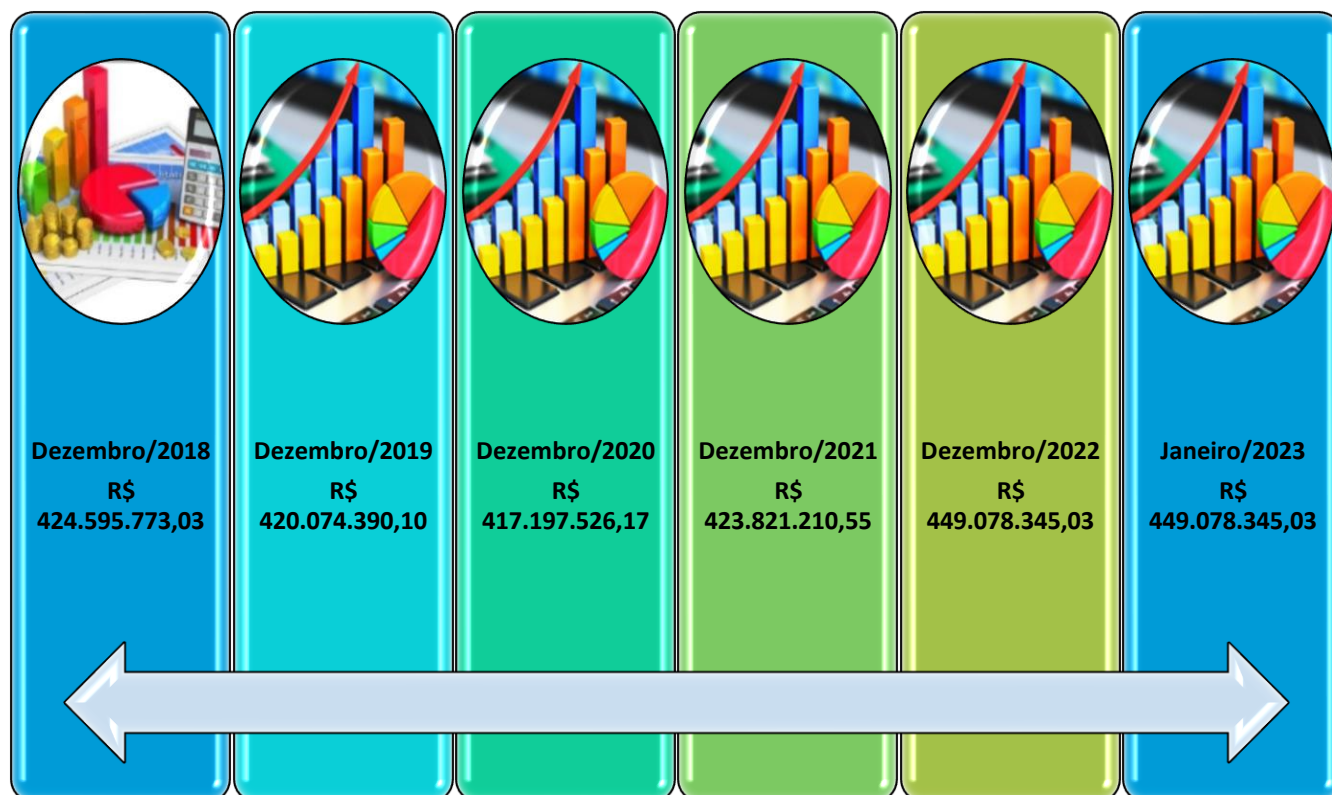 Dezembro/2018
R$
424.595.773,03
Dezembro/2019
R$
420.074.390,10
Dezembro/2020
R$
417.197.526,17
Dezembro/2021
R$
423.821.210,55
Dezembro/2022
R$
449.078.345,03
Janeiro/2023
R$
449.078.345,03